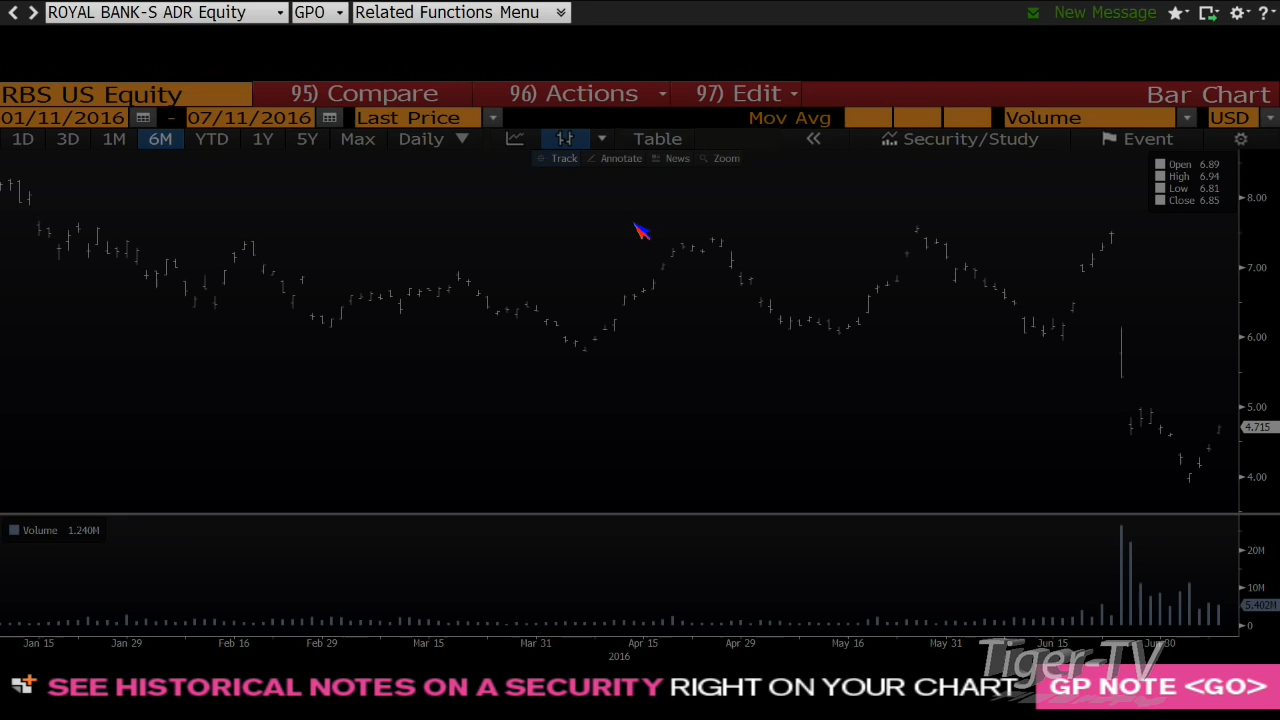 ROYAL BANK-S ADR Equity GPO Related Functions Menu New Message ?
RBS US Equity 95) Compare 96) Actions 97) Edit Bar Chart
01/11/2016 - 07/11/2016 Last Price Mov Avg Volume USD
1D 3D 1M 6M YTD 1Y 5Y Max Daily Table Security/Study Event
Track Annotate News Zoom
Open 6.89
High 6.94
Low 6.81
Close 6.85
8.00
7.00
6.00
5.00
4.715
4.00
Volume 1.240M
20M
10M
5.402M
0
Jan 15 Jan 29 Feb 16 Feb 29 Mar 15 Mar 31 Apr 15 Apr 29 May 16 May 31 Jun 15 Jun 30
2016
Tiger-TV
SEE HISTORICAL NOTES ON A SECURITY RIGHT ON YOUR CHART GP NOTE <GO>